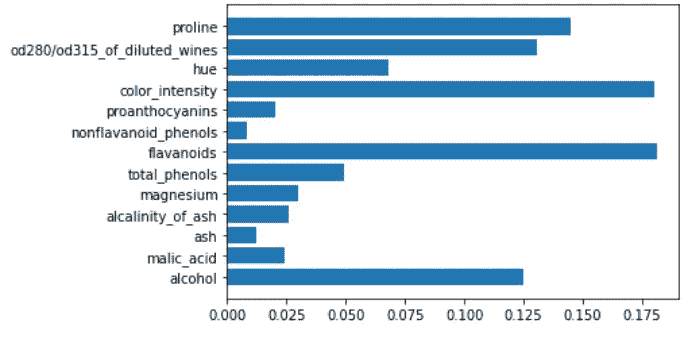 proline
od280/od315_of_diluted_wines
hue
color_intensity
proanthocyanins
nonflavanoid_phenols
flavanoids
total_phenols
magnesium
alcalinity_of_ash
ash
malic_acid
alcohol
0.000 0.025 0.050 0.075 0.100 0.125 0.150 0.175